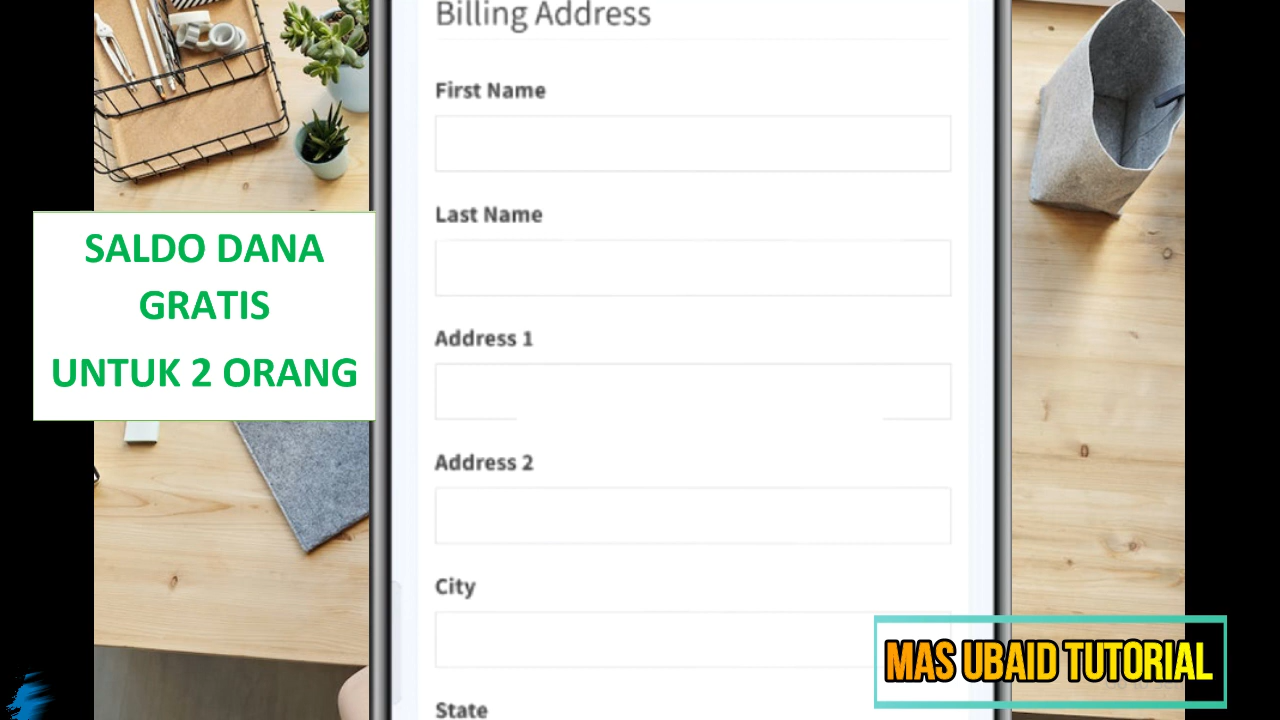 Billing Address
First Name
Last Name
Address 1
Address 2
City
State
SALDO DANA
GRATIS
UNTUK 2 ORANG
MAS UBAID TUTORIAL